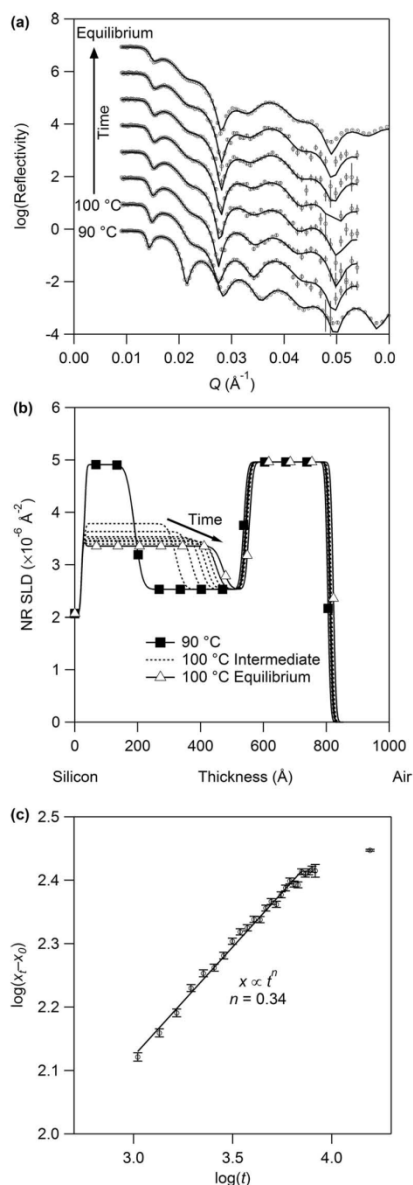 (a)
Equilibrium
Time
100 °C
90 °C
log(Reflectivity)
8
6
4
2
0
-2
-4
0.00
0.01
0.02
0.03
0.04
0.05
0.0
Q (Å⁻¹)
(b)
NR SLD (×10⁻⁶ Å⁻²)
6
5
4
3
2
1
0
Time
90 °C
100 °C Intermediate
100 °C Equilibrium
0
200
400
600
800
1000
Silicon
Thickness (Å)
Air
(c)
log(xₜ–x₀)
2.5
2.4
2.3
2.2
2.1
2.0
x ∝ tⁿ
n = 0.34
3.0
3.5
4.0
log(t)